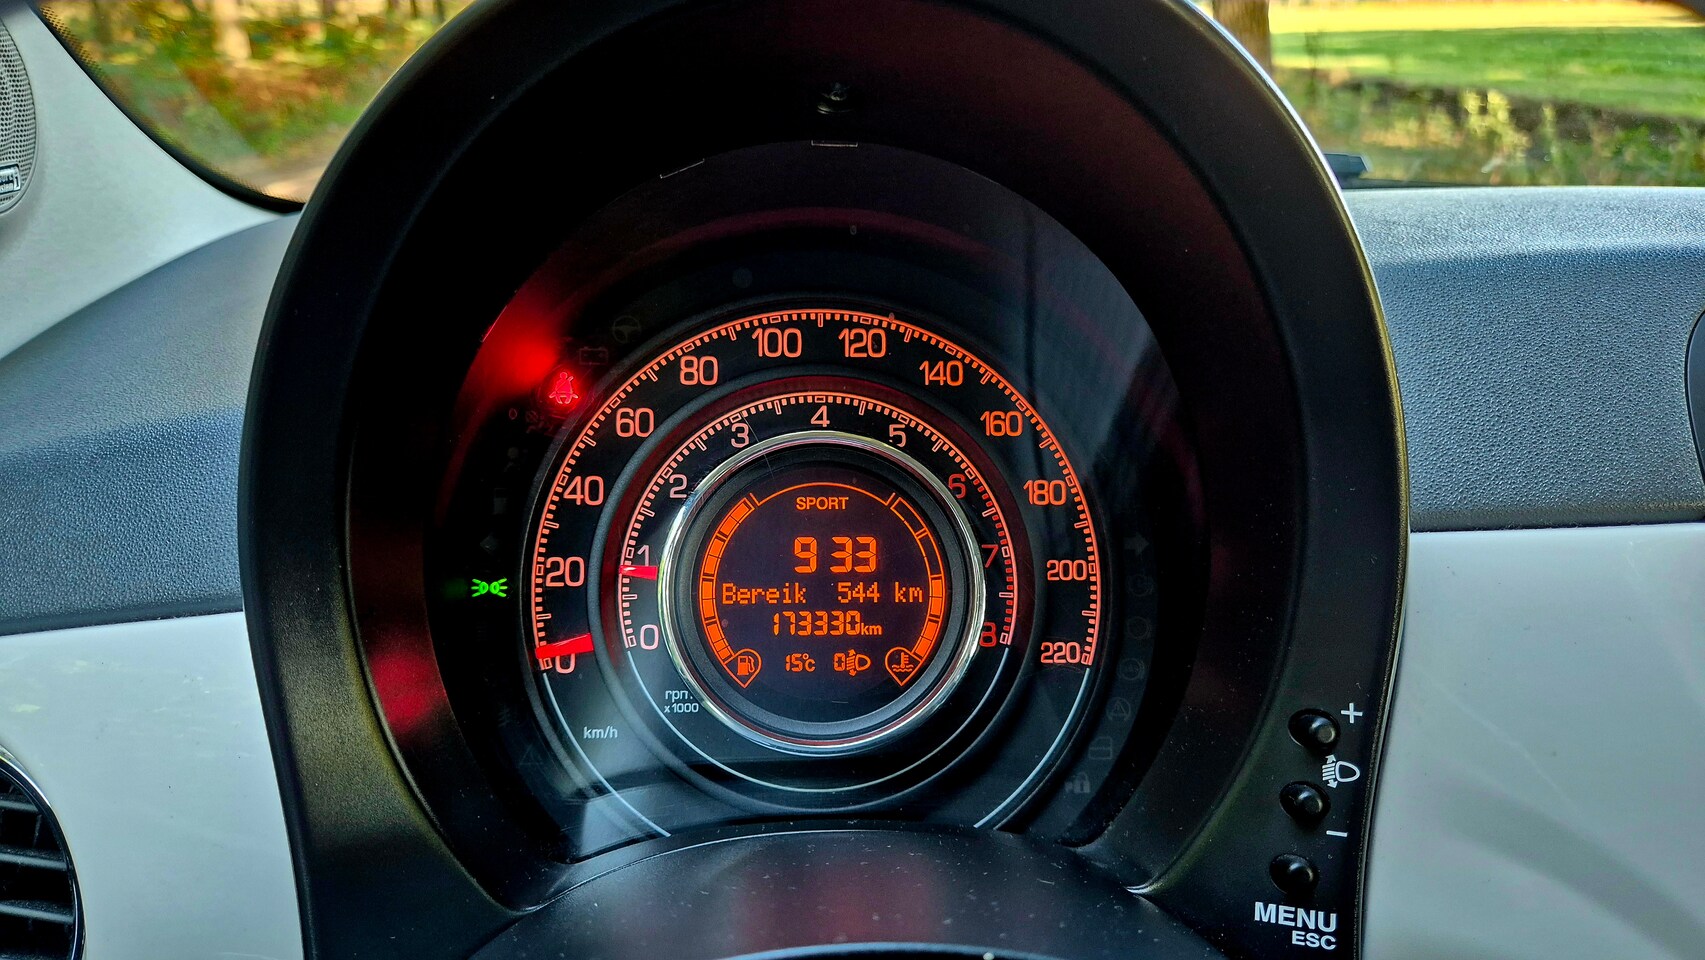 0 20 40 60 80 100 120 140 160 180 200 220
km/h
0 1 2 3 4 5 6 7 8
rpm
x1000
SPORT
9 33
Bereik 544 km
173330km
15°C 0
+
−
MENU
ESC